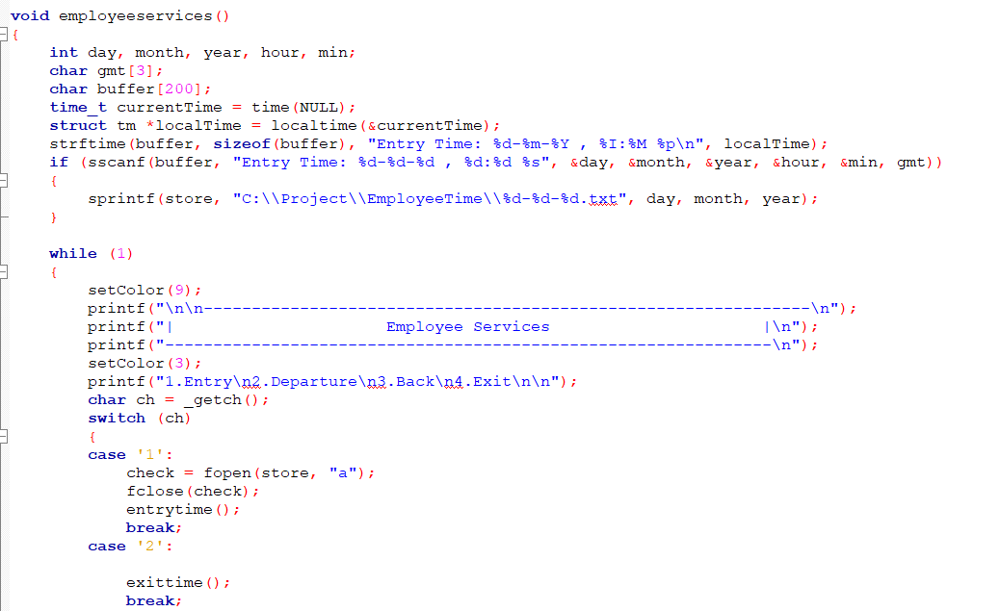 void employeeservices()
{
    int day, month, year, hour, min;
    char gmt[3];
    char buffer[200];
    time_t currentTime = time(NULL);
    struct tm *localTime = localtime(&currentTime);
    strftime(buffer, sizeof(buffer), "Entry Time: %d-%m-%Y , %I:%M %p\n", localTime);
    if (sscanf(buffer, "Entry Time: %d-%d-%d , %d:%d %s", &day, &month, &year, &hour, &min, gmt))
    {
        sprintf(store, "C:\\Project\\EmployeeTime\\%d-%d-%d.txt", day, month, year);
    }

    while (1)
    {
        setColor(9);
        printf("\n\n---------------------------------------------------------------\n");
        printf("|                      Employee Services                      |\n");
        printf("---------------------------------------------------------------\n");
        setColor(3);
        printf("1.Entry\n2.Departure\n3.Back\n4.Exit\n\n");
        char ch = _getch();
        switch (ch)
        {
        case '1':
            check = fopen(store, "a");
            fclose(check);
            entrytime();
            break;
        case '2':

            exittime();
            break;